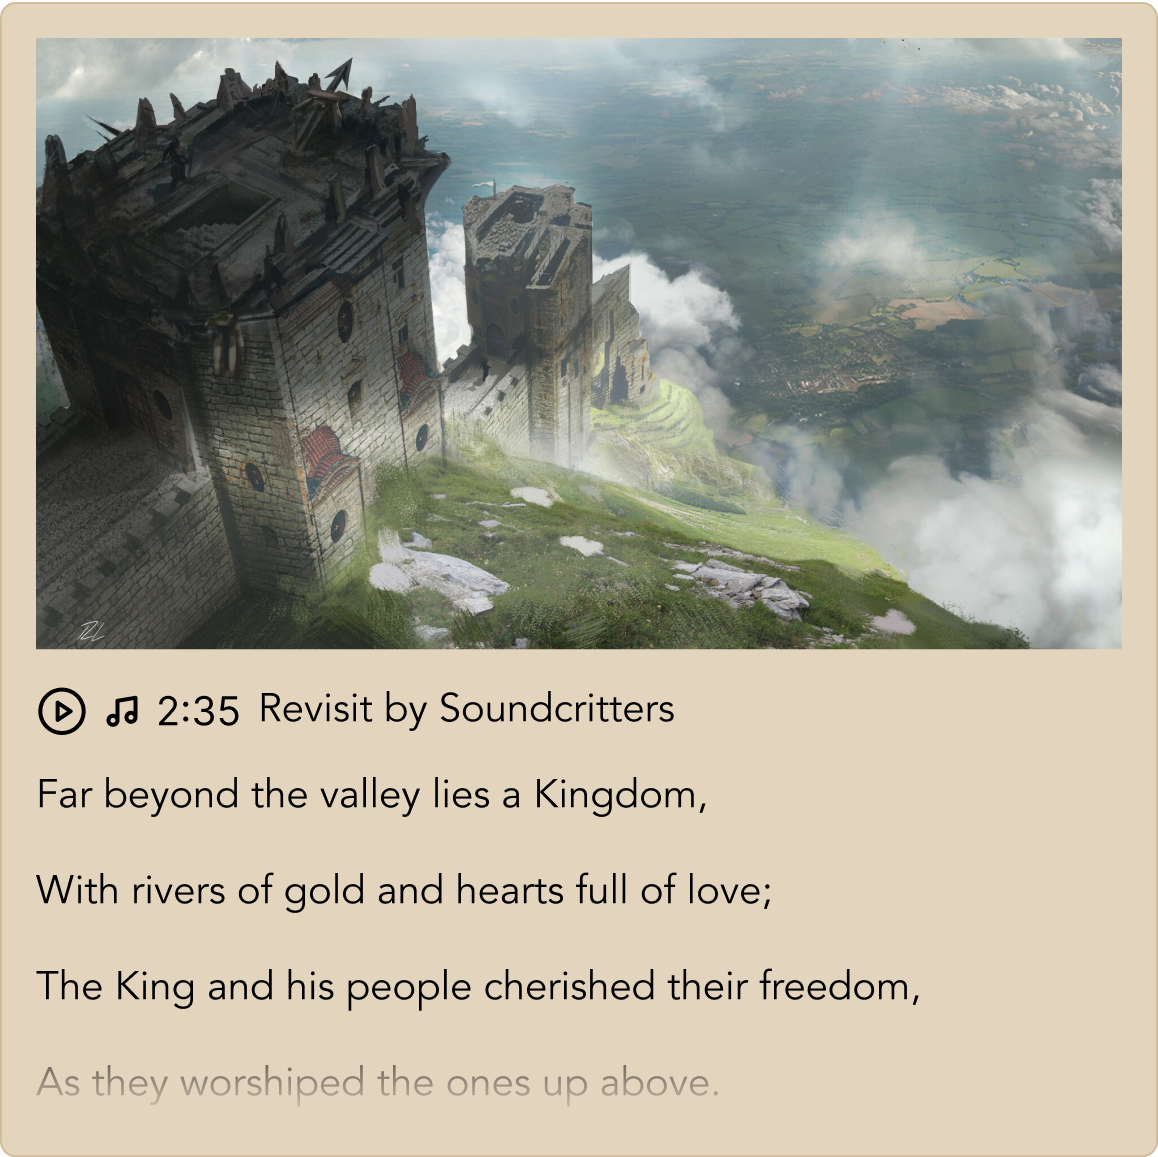 2:35 Revisit by Soundcritters
Far beyond the valley lies a Kingdom,
With rivers of gold and hearts full of love;
The King and his people cherished their freedom,
As they worshiped the ones up above.